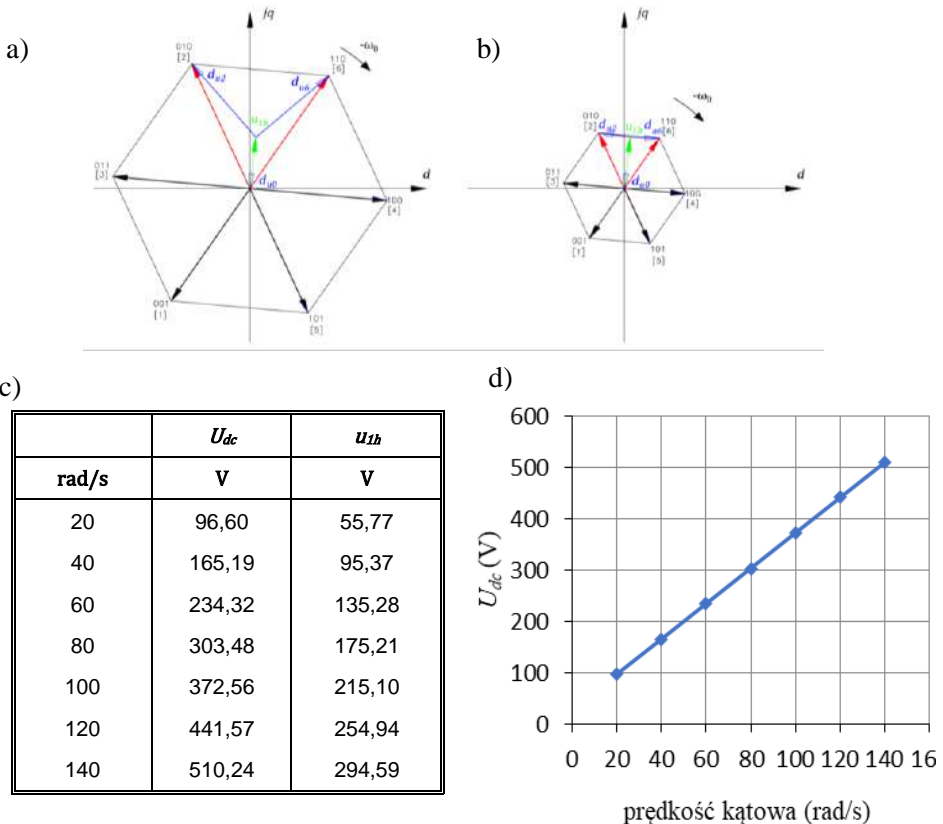 a)
jq
010
[2]
110
[6]
-ω₀
d_u2
d_u6
u_1h
011
[3]
d_u0
d
100
[4]
001
[1]
101
[5]
b)
jq
010
[2]
110
[6]
-ω₀
d_u2
u_1h
d_u6
011
[3]
d_u0
d
100
[4]
001
[1]
101
[5]
c)
U_dc u_1h
rad/s V V
20 96,60 55,77
40 165,19 95,37
60 234,32 135,28
80 303,48 175,21
100 372,56 215,10
120 441,57 254,94
140 510,24 294,59
d)
600
500
400
300
200
100
0
U_dc (V)
0 20 40 60 80 100 120 140 16
prędkość kątowa (rad/s)